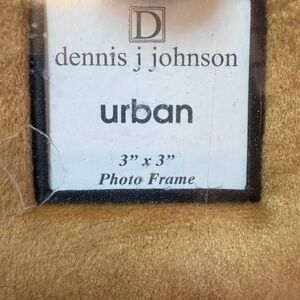 D
dennis j johnson
urban
3" x 3"
Photo Frame